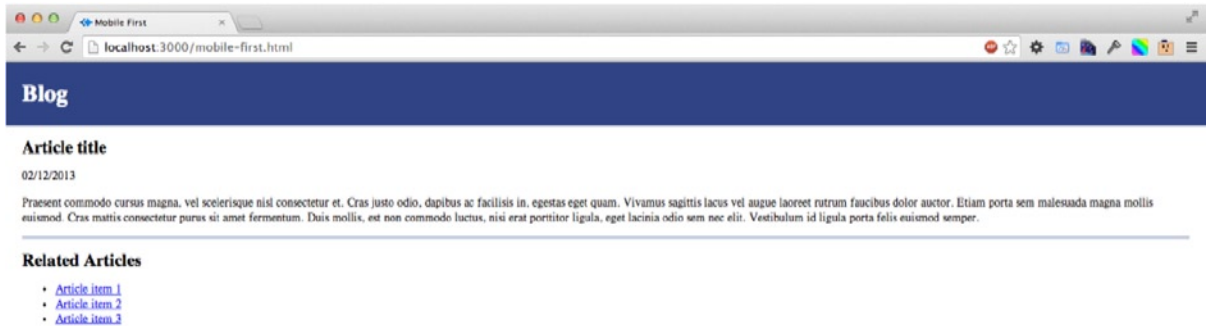 Mobile First
localhost:3000/mobile-first.html
Blog
Article title
02/12/2013
Praesent commodo cursus magna, vel scelerisque nisl consectetur et. Cras justo odio, dapibus ac facilisis in, egestas eget quam. Vivamus sagittis lacus vel augue laoreet rutrum faucibus dolor auctor. Etiam porta sem malesuada magna mollis
euismod. Cras mattis consectetur purus sit amet fermentum. Duis mollis, est non commodo luctus, nisi erat porttitor ligula, eget lacinia odio sem nec elit. Vestibulum id ligula porta felis euismod semper.
Related Articles
• Article item 1
• Article item 2
• Article item 3